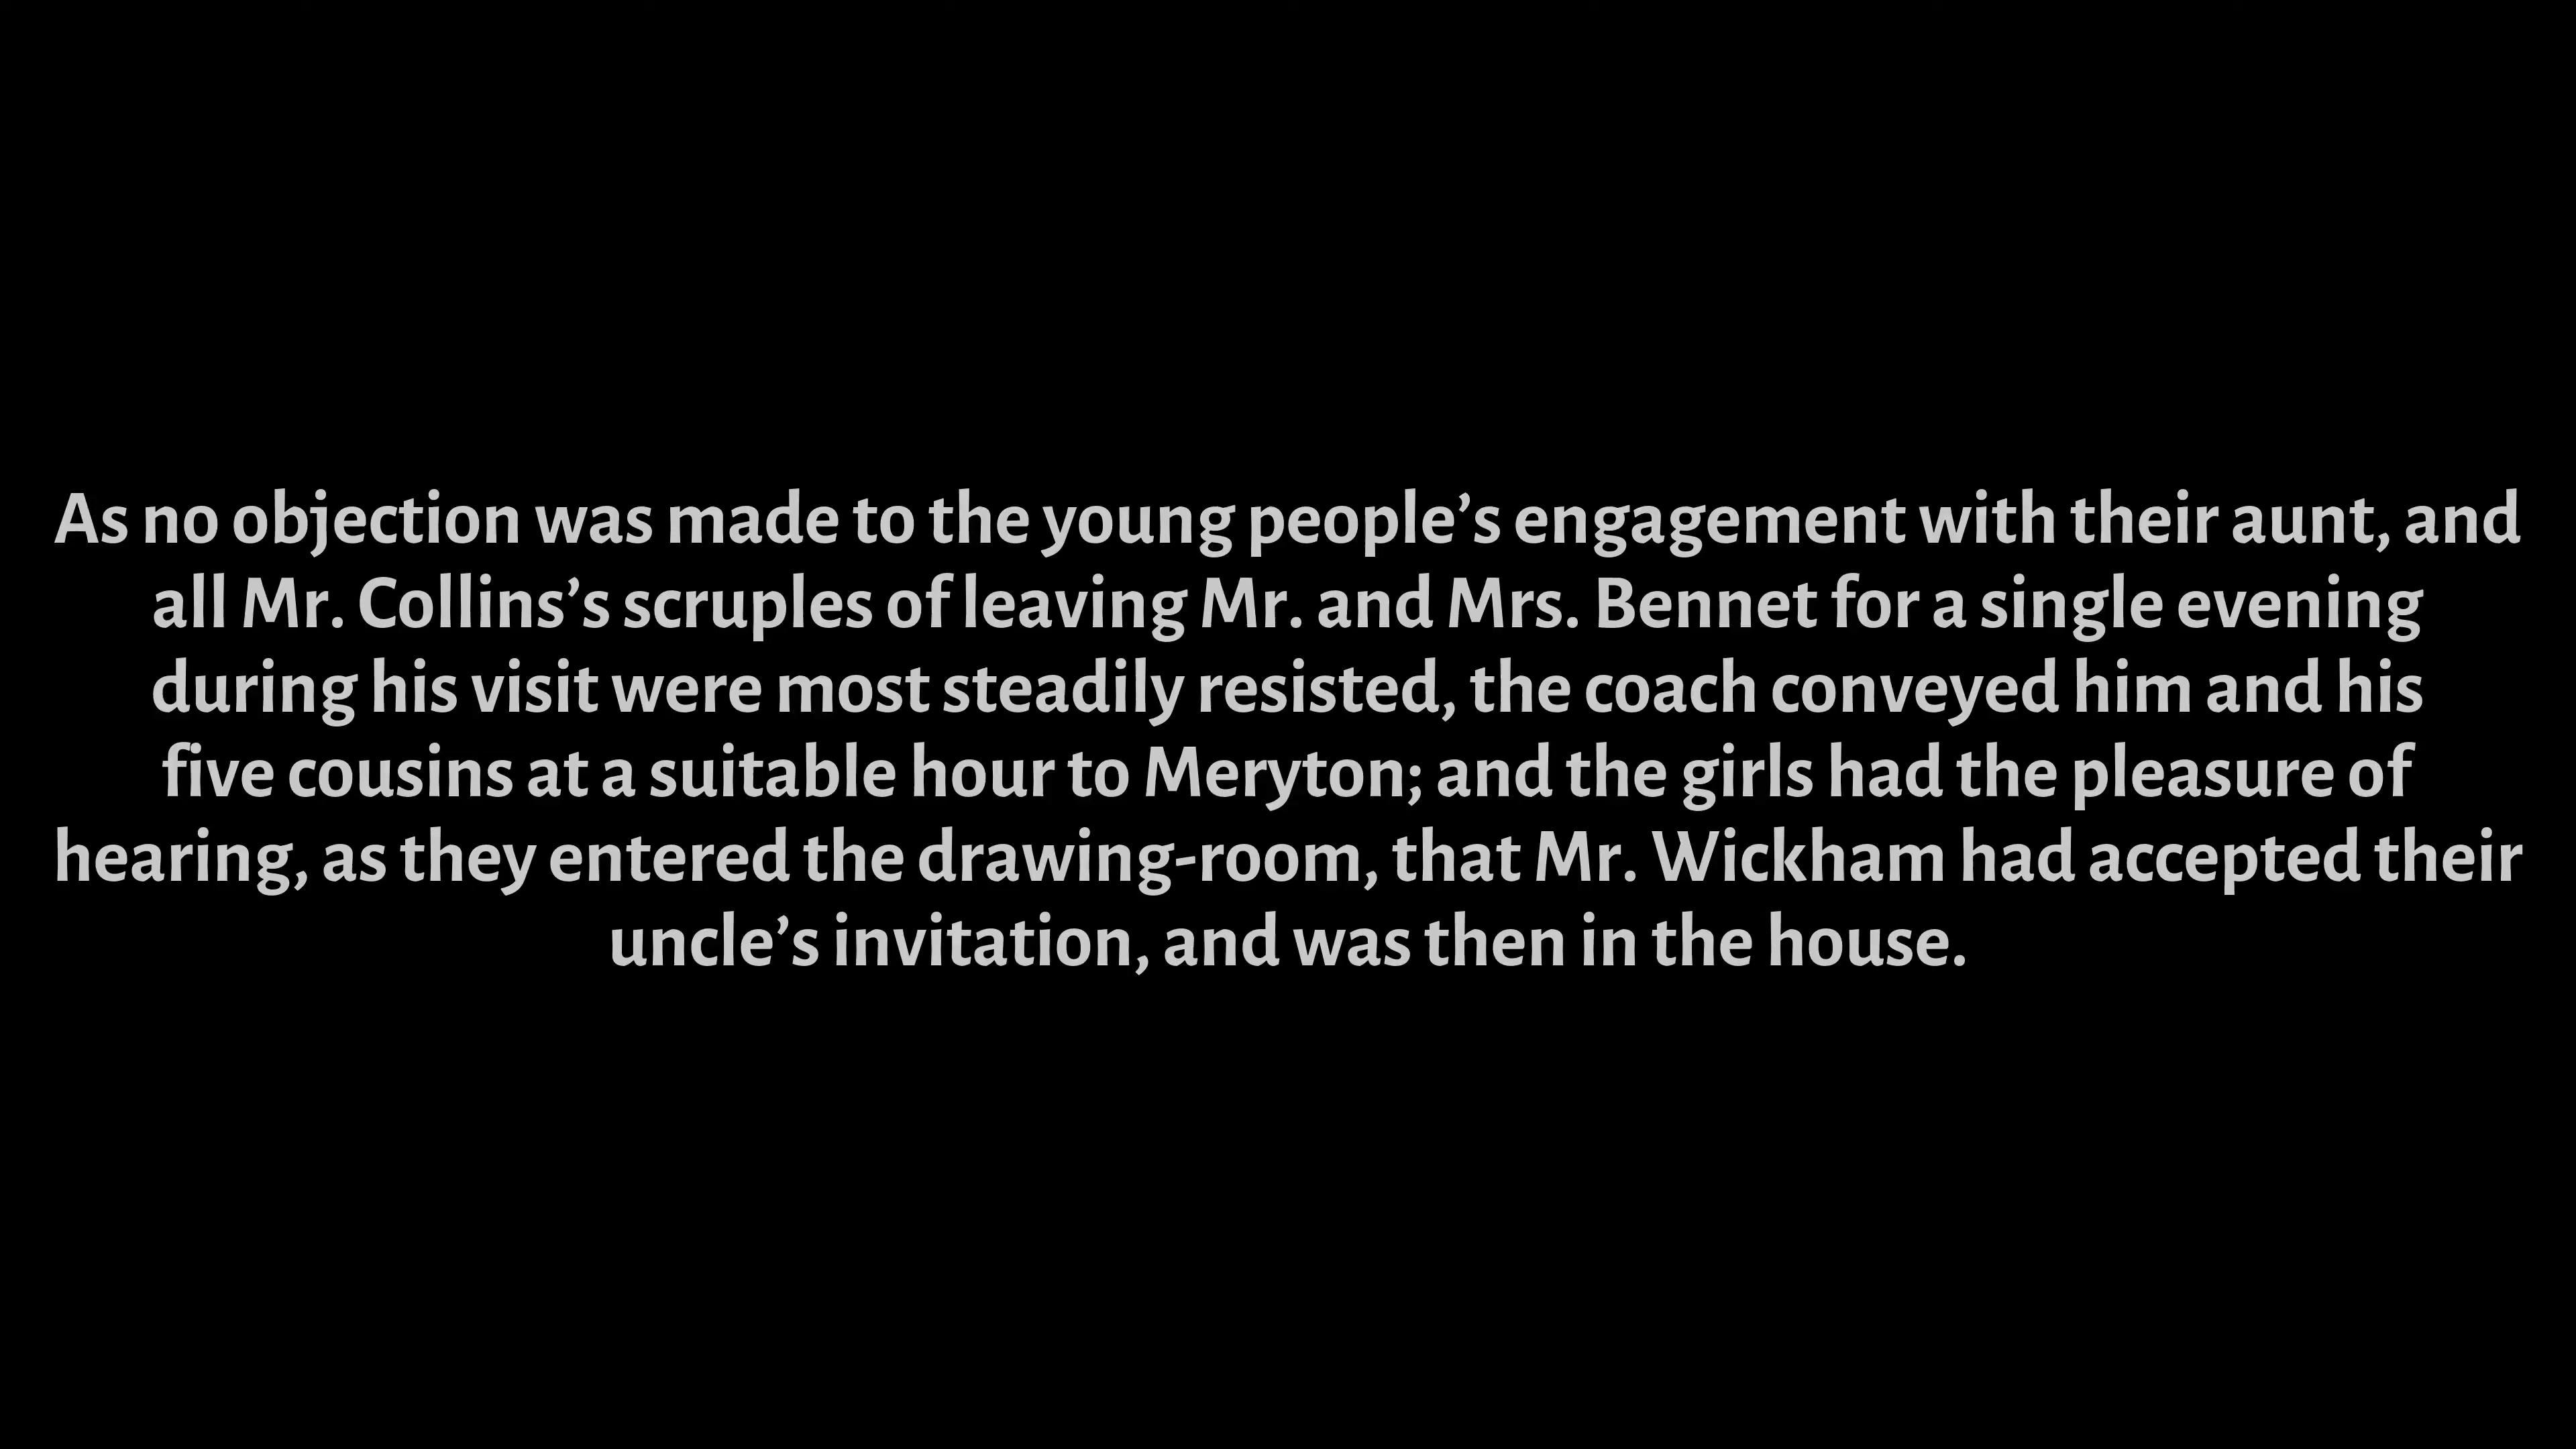 As no objection was made to the young people’s engagement with their aunt, and
all Mr. Collins’s scruples of leaving Mr. and Mrs. Bennet for a single evening
during his visit were most steadily resisted, the coach conveyed him and his
five cousins at a suitable hour to Meryton; and the girls had the pleasure of
hearing, as they entered the drawing-room, that Mr. Wickham had accepted their
uncle’s invitation, and was then in the house.